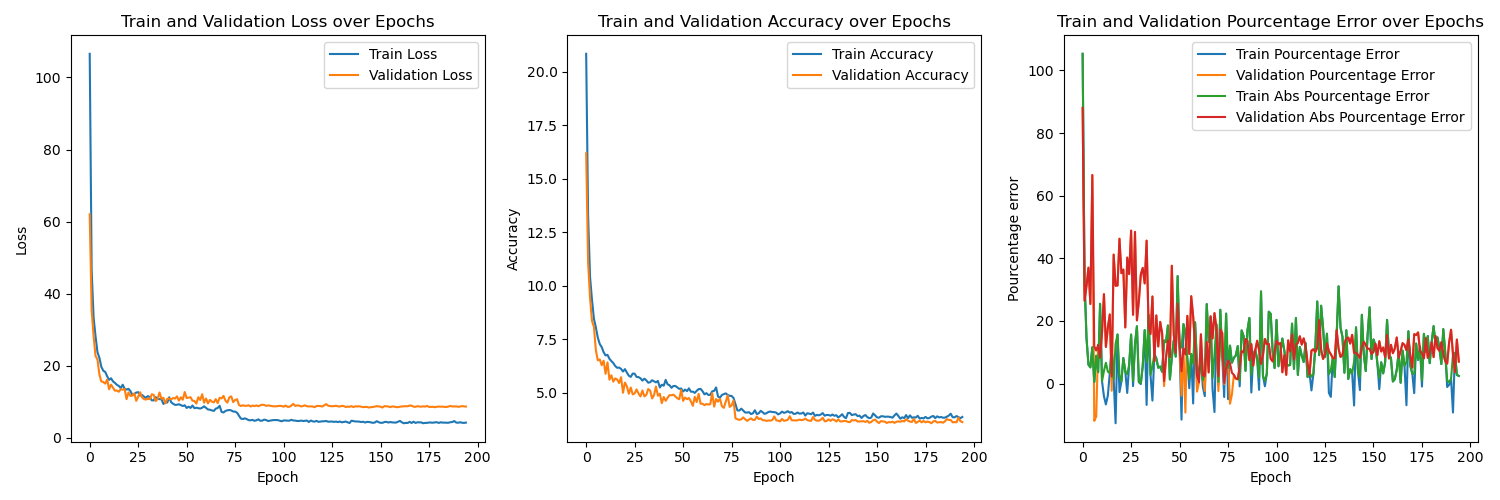 Train and Validation Loss over Epochs
Train Loss
Validation Loss
Loss
100
80
60
40
20
0
0 25 50 75 100 125 150 175 200
Epoch
Train and Validation Accuracy over Epochs
Train Accuracy
Validation Accuracy
Accuracy
20.0
17.5
15.0
12.5
10.0
7.5
5.0
0 25 50 75 100 125 150 175 200
Epoch
Train and Validation Pourcentage Error over Epochs
Train Pourcentage Error
Validation Pourcentage Error
Train Abs Pourcentage Error
Validation Abs Pourcentage Error
Pourcentage error
100
80
60
40
20
0
0 25 50 75 100 125 150 175 200
Epoch